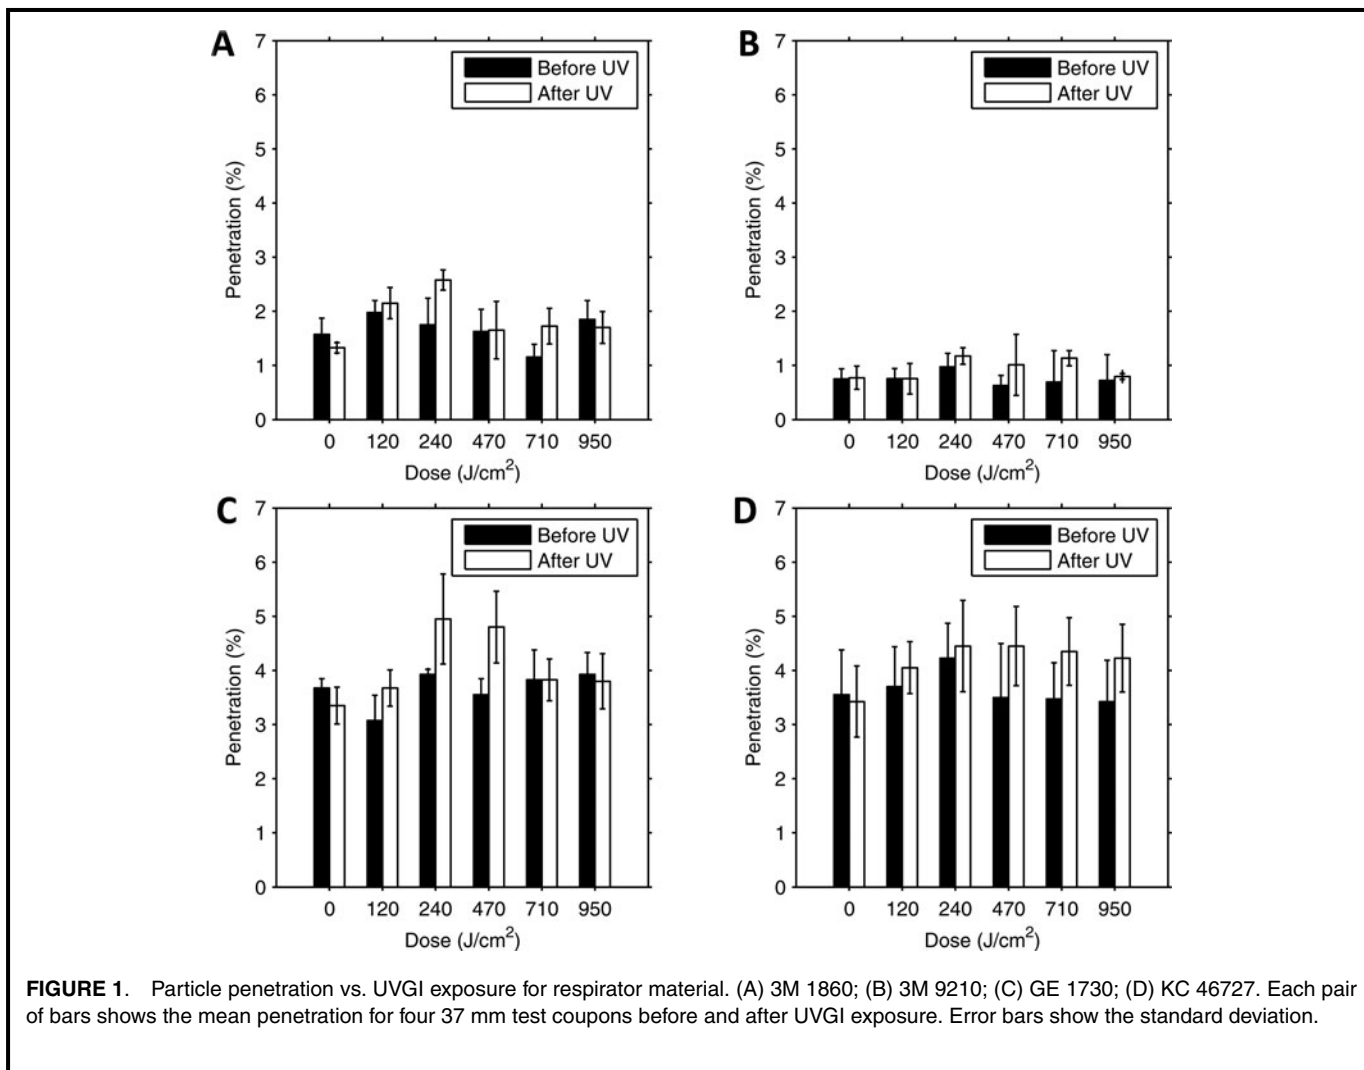 A
7
6
5
4
3
2
1
0
Penetration (%)
Before UV
After UV
0 120 240 470 710 950
Dose (J/cm²)
B
7
6
5
4
3
2
1
0
Penetration (%)
Before UV
After UV
0 120 240 470 710 950
Dose (J/cm²)
C
7
6
5
4
3
2
1
0
Penetration (%)
Before UV
After UV
0 120 240 470 710 950
Dose (J/cm²)
D
7
6
5
4
3
2
1
0
Penetration (%)
Before UV
After UV
0 120 240 470 710 950
Dose (J/cm²)
FIGURE 1. Particle penetration vs. UVGI exposure for respirator material. (A) 3M 1860; (B) 3M 9210; (C) GE 1730; (D) KC 46727. Each pair
of bars shows the mean penetration for four 37 mm test coupons before and after UVGI exposure. Error bars show the standard deviation.